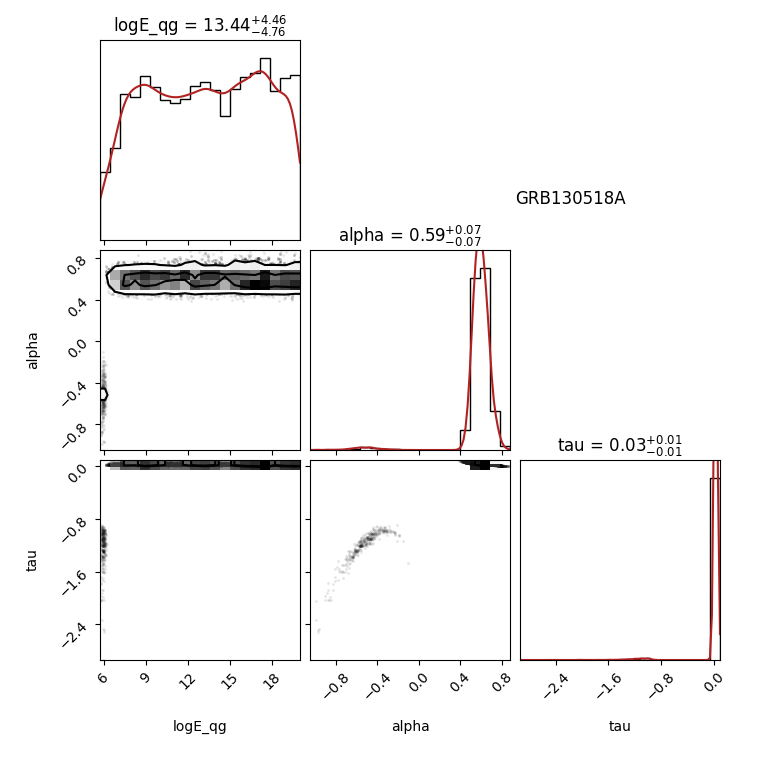 logE_qg = 13.44^{+4.46}_{-4.76}
GRB130518A
alpha = 0.59^{+0.07}_{-0.07}
0.8
0.4
0.0
−0.4
−0.8
alpha
tau = 0.03^{+0.01}_{-0.01}
0.0
−0.8
−1.6
−2.4
tau
6 9 12 15 18
−0.8 −0.4 0.0 0.4 0.8
−2.4 −1.6 −0.8 0.0
logE_qg alpha tau